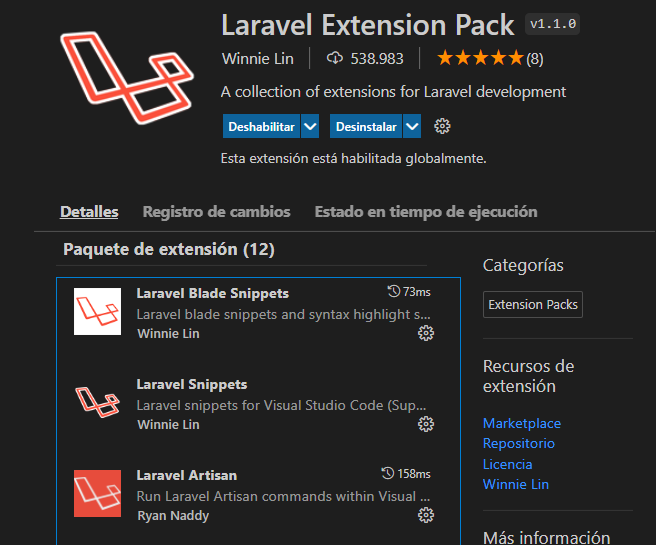 Laravel Extension Pack v1.1.0
Winnie Lin 538.983 (8)
A collection of extensions for Laravel development
Deshabilitar Desinstalar
Esta extensión está habilitada globalmente.
Detalles Registro de cambios Estado en tiempo de ejecución
Paquete de extensión (12)
Laravel Blade Snippets 73ms
Laravel blade snippets and syntax highlight s...
Winnie Lin
Laravel Snippets
Laravel snippets for Visual Studio Code (Sup...
Winnie Lin
Laravel Artisan 158ms
Run Laravel Artisan commands within Visual ...
Ryan Naddy
Categorías
Extension Packs
Recursos de
extensión
Marketplace
Repositorio
Licencia
Winnie Lin
Más información